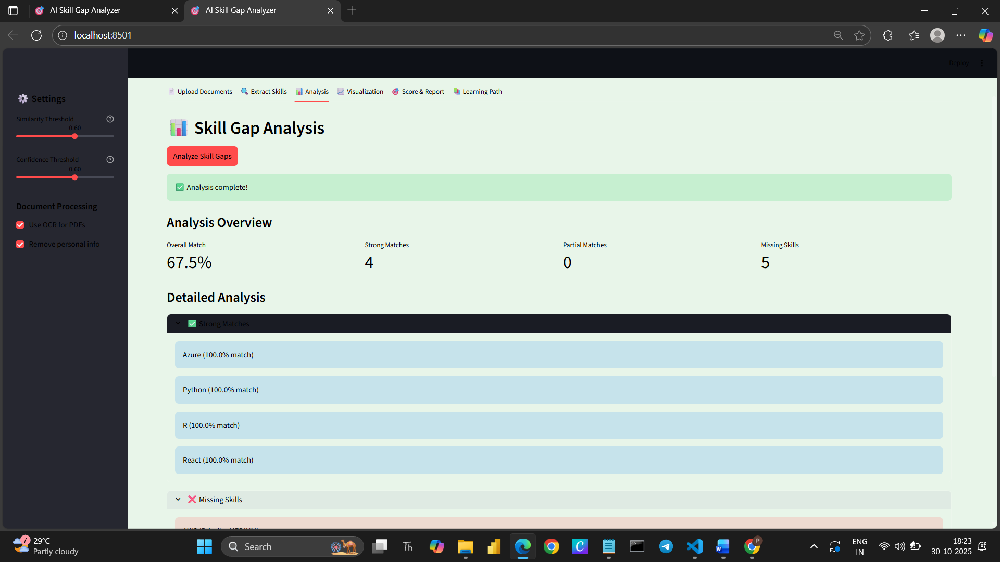 AI Skill Gap Analyzer
AI Skill Gap Analyzer
localhost:8501
Deploy
Settings
Similarity Threshold
0.60
Confidence Threshold
0.60
Document Processing
Use OCR for PDFs
Remove personal info
Upload Documents Extract Skills Analysis Visualization Score & Report Learning Path
Skill Gap Analysis
Analyze Skill Gaps
Analysis complete!
Analysis Overview
Overall Match Strong Matches Partial Matches Missing Skills
67.5% 4 0 5
Detailed Analysis
Strong Matches
Azure (100.0% match)
Python (100.0% match)
R (100.0% match)
React (100.0% match)
Missing Skills
7
29°C
Partly cloudy
Search
Th
C
W
P
ENG
IN
18:23
30-10-2025